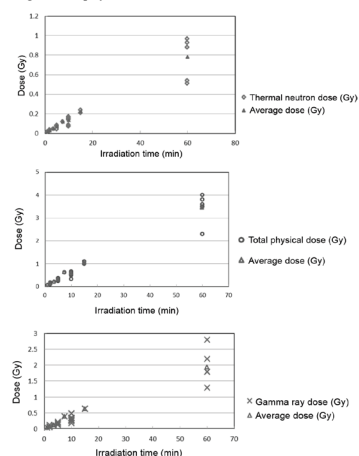 1.2
1
0.8
0.6
0.4
0.2
0
Dose (Gy)
0 20 40 60 80
Irradiation time (min)
Thermal neutron dose (Gy)
Average dose (Gy)
5
4
3
2
1
0
Dose (Gy)
0 10 20 30 40 50 60 70
Irradiation time (min)
Total physical dose (Gy)
Average dose (Gy)
3
2.5
2
1.5
1
0.5
0
Dose (Gy)
0 10 20 30 40 50 60 70
Irradiation time (min)
Gamma ray dose (Gy)
Average dose (Gy)